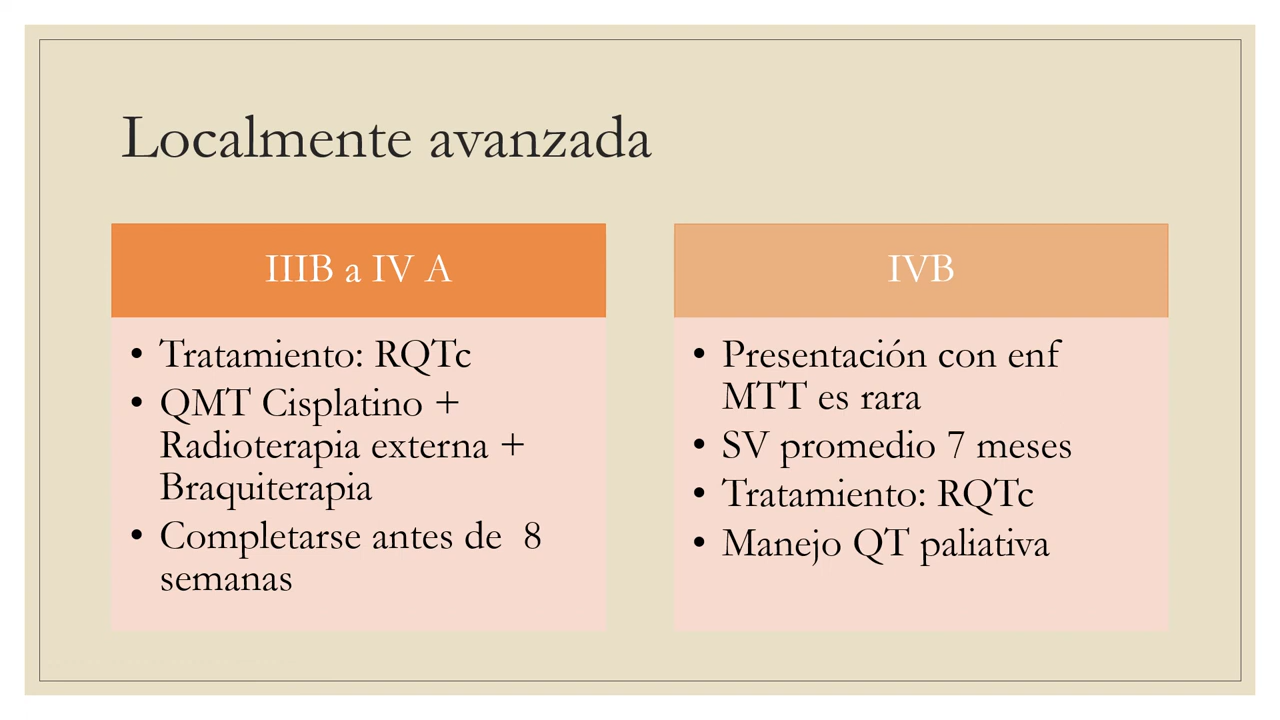 Localmente avanzada
IIIB a IV A
• Tratamiento: RQTc
• QMT Cisplatino +
Radioterapia externa +
Braquiterapia
• Completarse antes de  8
semanas
IVB
• Presentación con enf
MTT es rara
• SV promedio 7 meses
• Tratamiento: RQTc
• Manejo QT paliativa